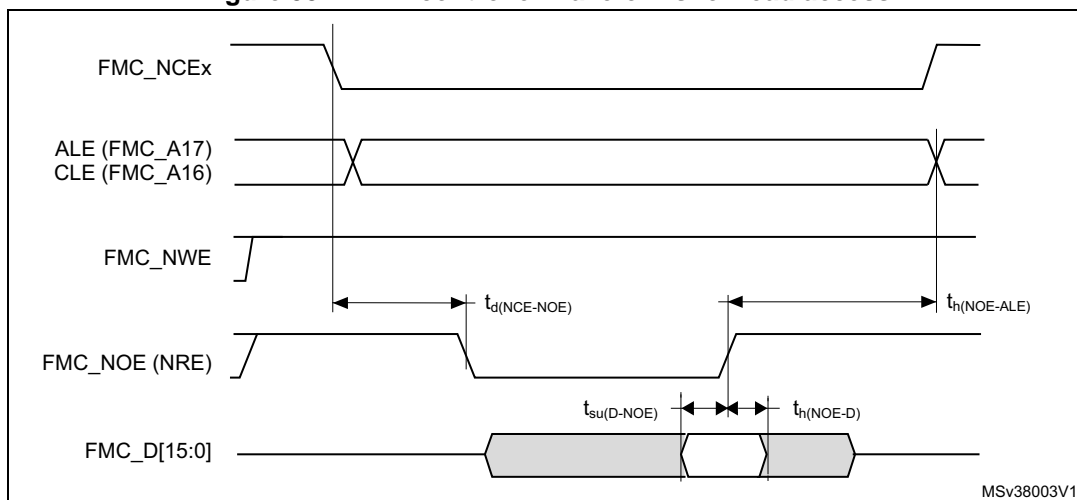 FMC_NCEx
ALE (FMC_A17)
CLE (FMC_A16)
FMC_NWE
td(NCE-NOE)
th(NOE-ALE)
FMC_NOE (NRE)
tsu(D-NOE)
th(NOE-D)
FMC_D[15:0]
MSv38003V1